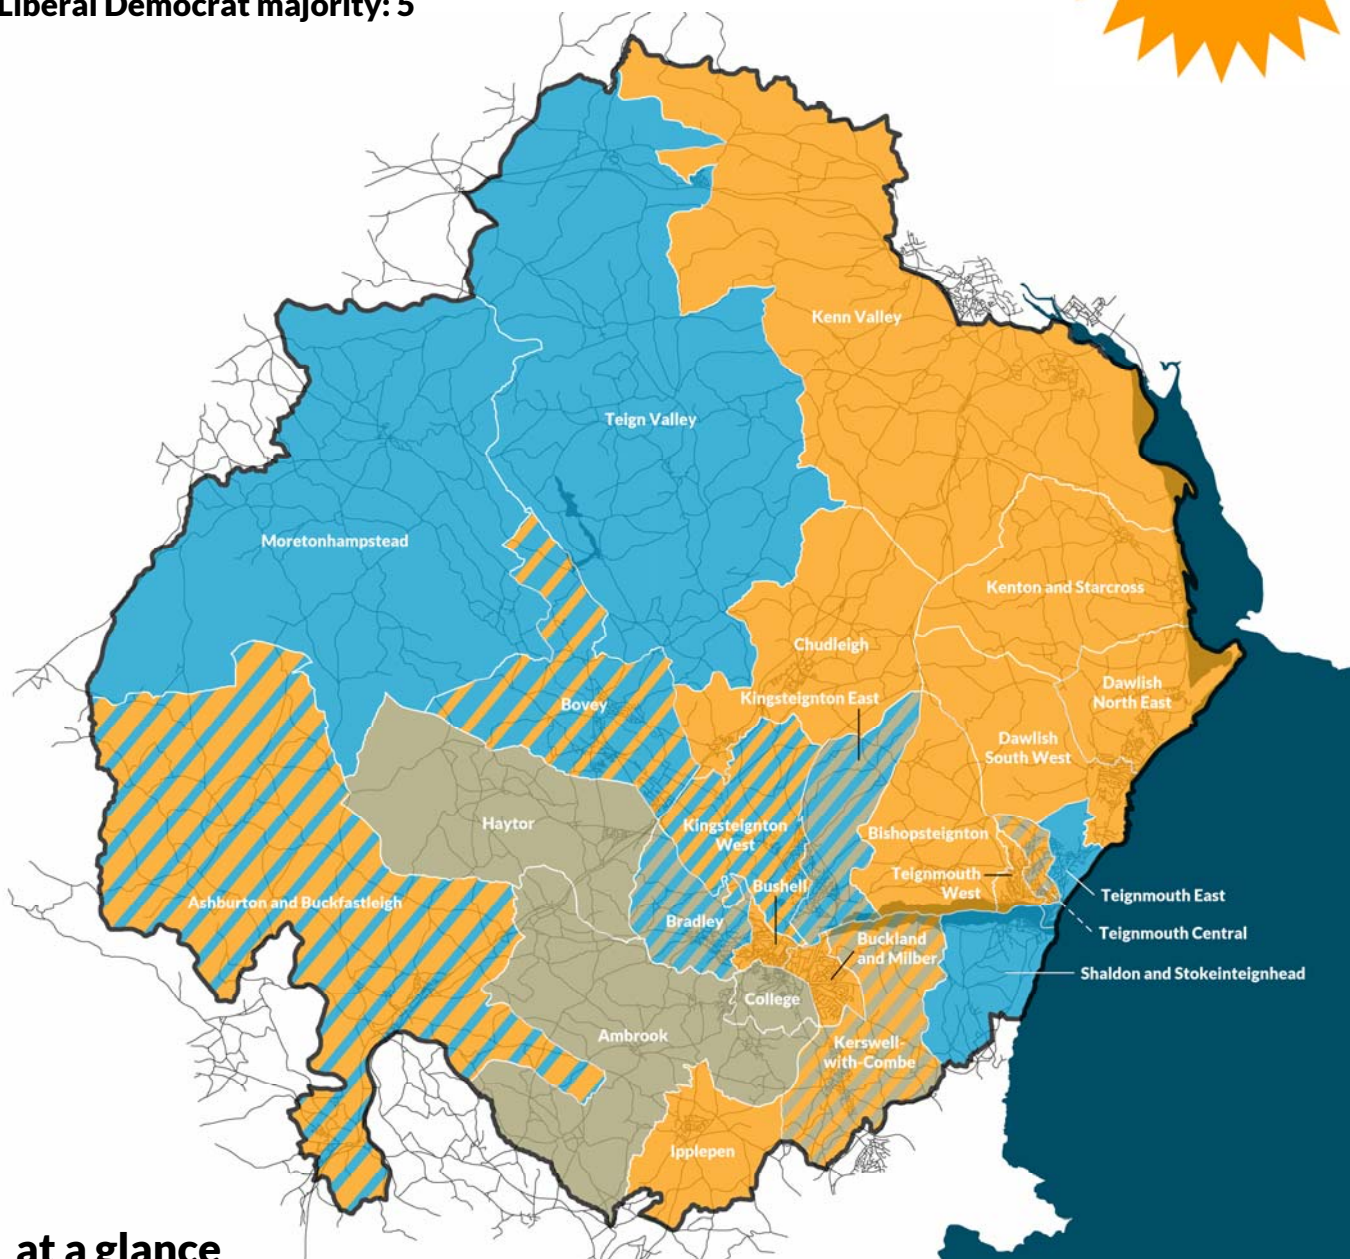 Liberal Democrat majority: 5
Kenn Valley
Teign Valley
Moretonhampstead
Kenton and Starcross
Chudleigh
Dawlish
North East
Kingsteignton East
Bovey
Dawlish
South West
Haytor
Kingsteignton
West
Bishopsteignton
Teignmouth
West
Bushell
Teignmouth East
Ashburton and Buckfastleigh
Bradley
Teignmouth Central
Buckland
and Milber
Shaldon and Stokeinteignhead
College
Ambrook
Kerswell-
with-Combe
Ipplepen
at a glance